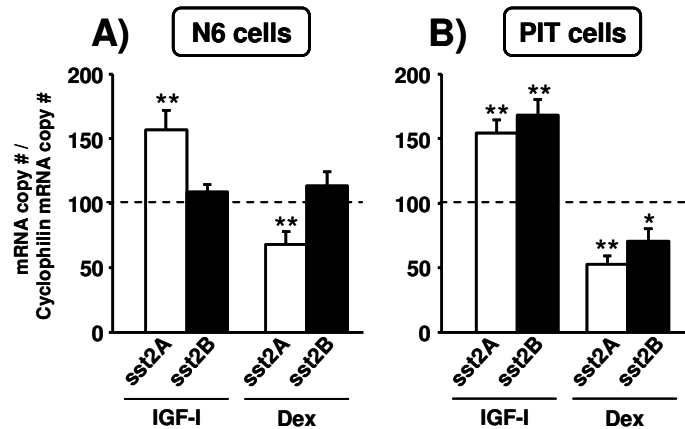 A) N6 cells
mRNA copy # /
Cyclophilin mRNA copy #
200
150
100
50
0
**
**
sst2A sst2B sst2A sst2B
IGF-I Dex
B) PIT cells
200
150
100
50
0
** **
** *
sst2A sst2B sst2A sst2B
IGF-I Dex